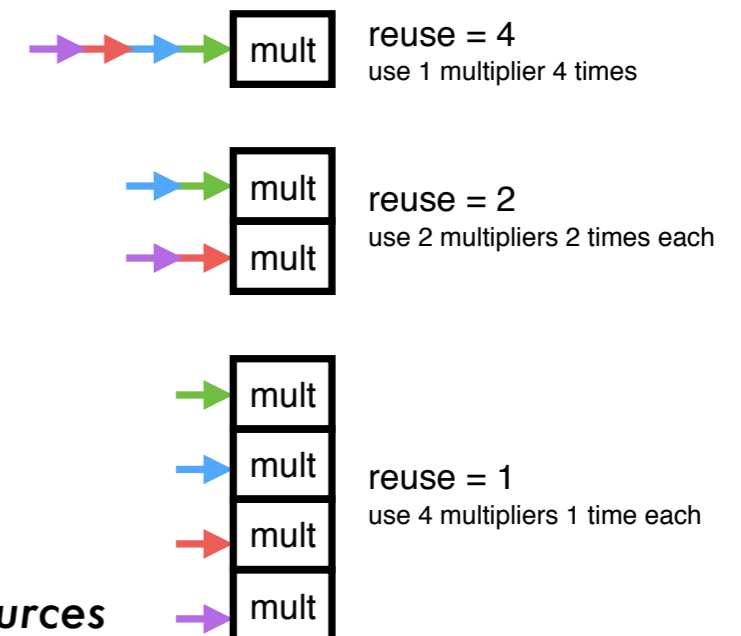 mult
reuse = 4
use 1 multiplier 4 times
mult
mult
reuse = 2
use 2 multipliers 2 times each
mult
mult
mult
mult
reuse = 1
use 4 multipliers 1 time each
urces